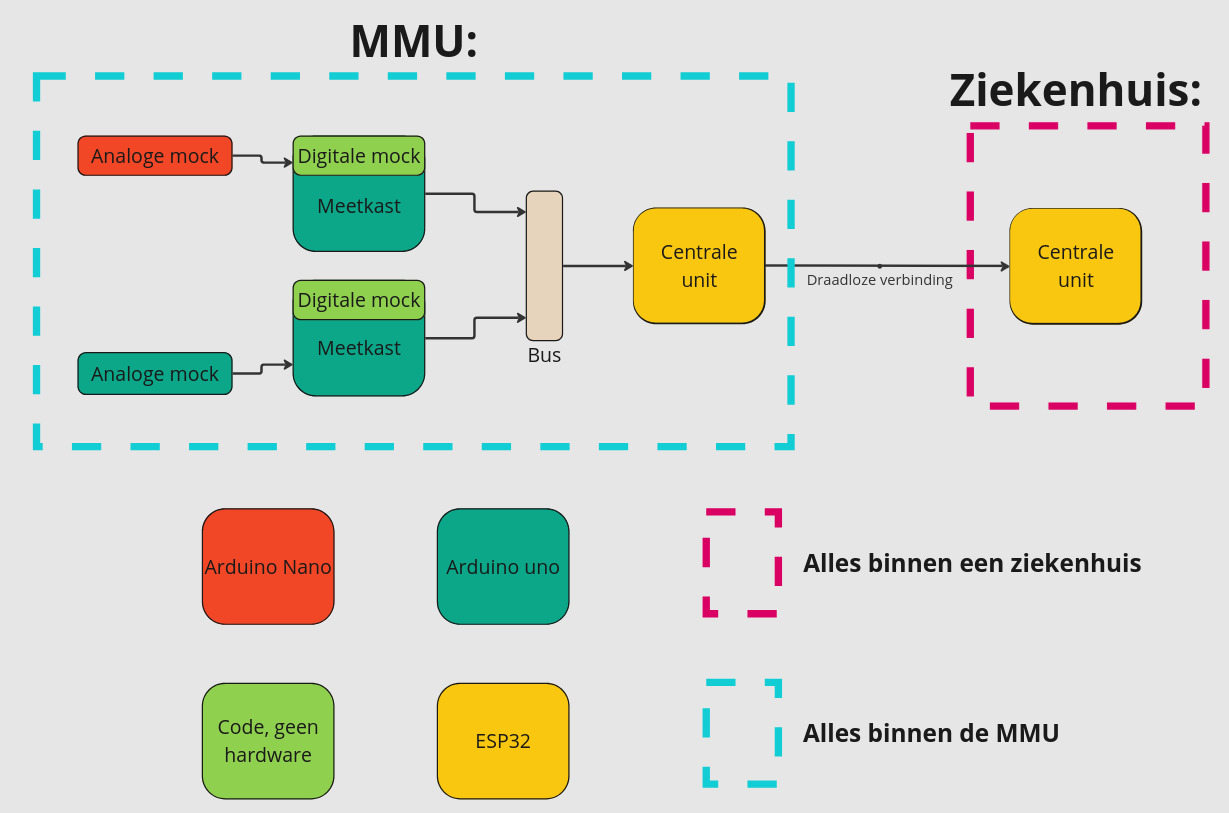 MMU:
Ziekenhuis:
Analoge mock
Digitale mock
Meetkast
Digitale mock
Meetkast
Analoge mock
Bus
Centrale
unit
Draadloze verbinding
Centrale
unit
Arduino Nano
Arduino uno
Alles binnen een ziekenhuis
Code, geen
hardware
ESP32
Alles binnen de MMU